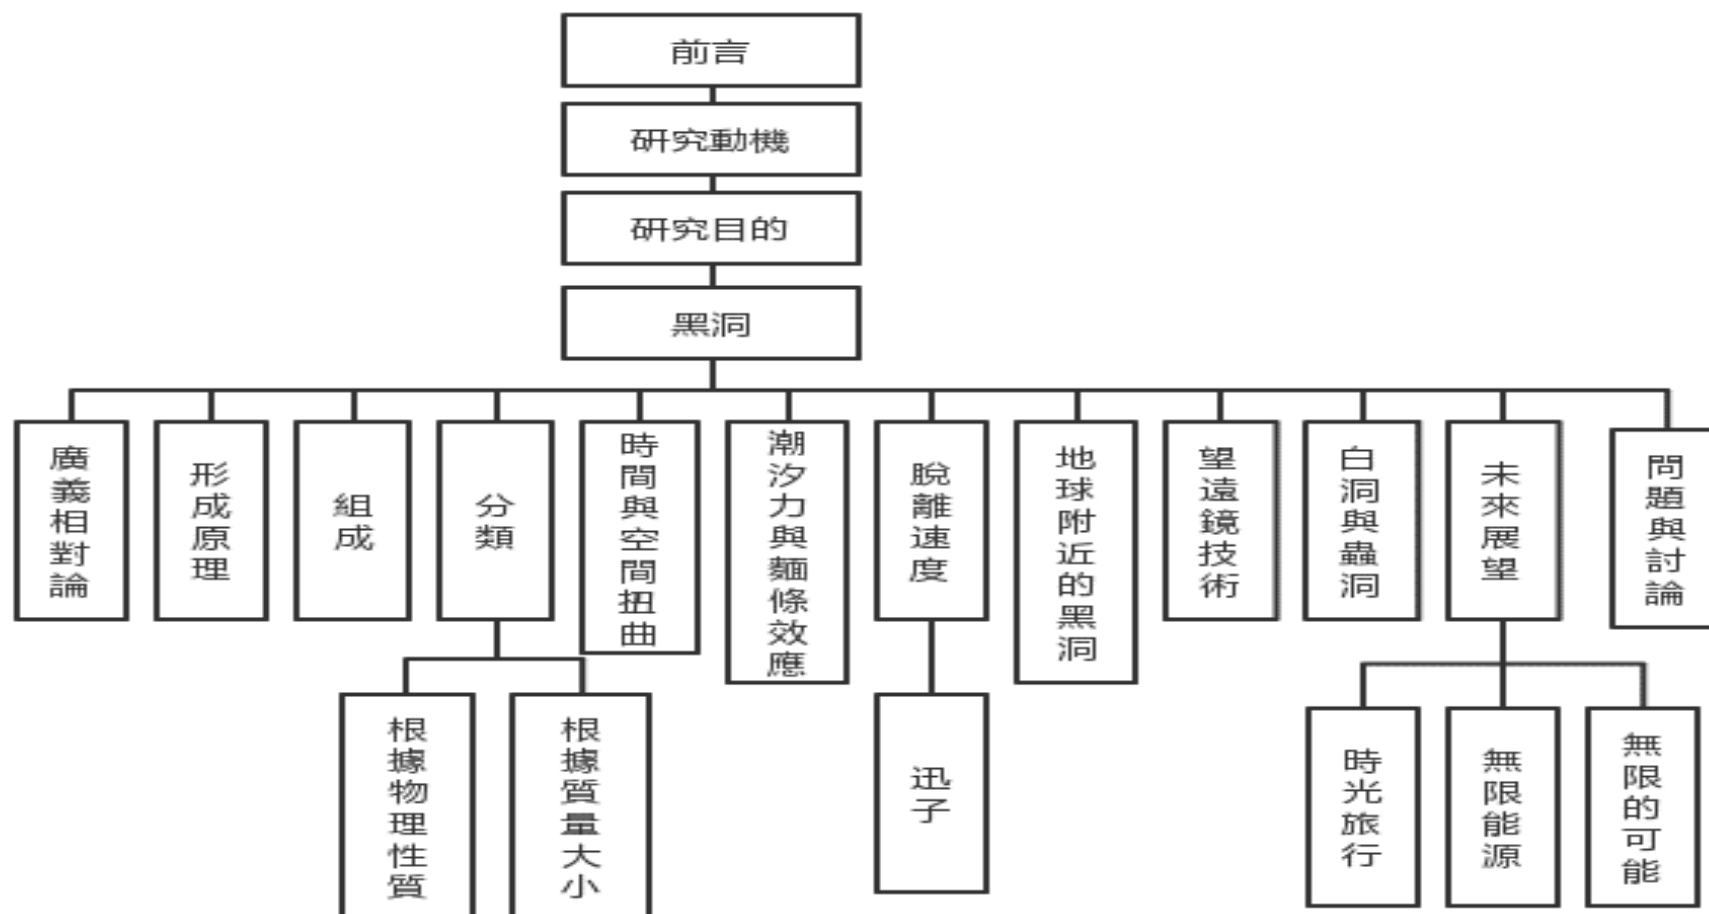 前言
研究動機
研究目的
黑洞
廣義相對論
形成原理
組成
分類
時間與空間扭曲
潮汐力與麵條效應
脫離速度
地球附近的黑洞
望遠鏡技術
白洞與蟲洞
未來展望
問題與討論
根據物理性質
根據質量大小
迅子
時光旅行
無限能源
無限的可能